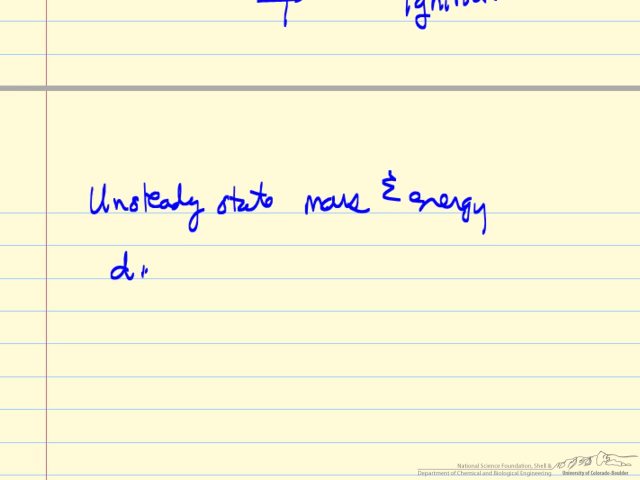 Unsteady state mass & energy
d
National Science Foundation, Shell &
Department of Chemical and Biological Engineering
University of Colorado-Boulder